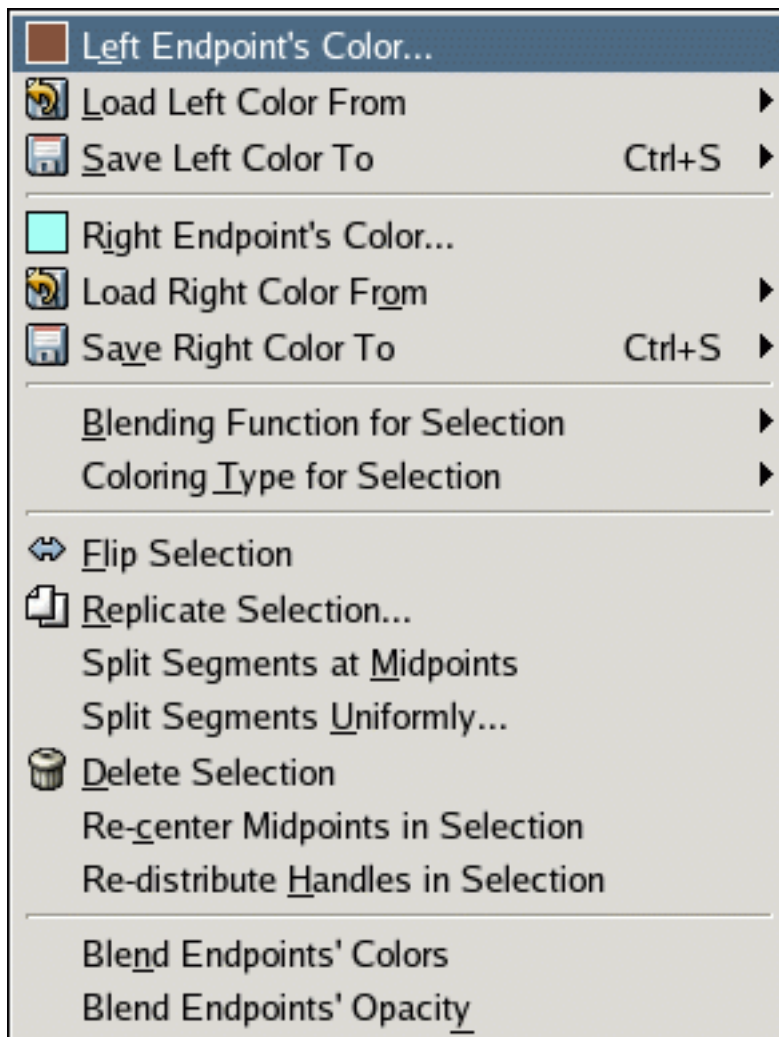 Left Endpoint's Color...
Load Left Color From
Save Left Color To Ctrl+S
Right Endpoint's Color...
Load Right Color From
Save Right Color To Ctrl+S
Blending Function for Selection
Coloring Type for Selection
Flip Selection
Replicate Selection...
Split Segments at Midpoints
Split Segments Uniformly...
Delete Selection
Re-center Midpoints in Selection
Re-distribute Handles in Selection
Blend Endpoints' Colors
Blend Endpoints' Opacity